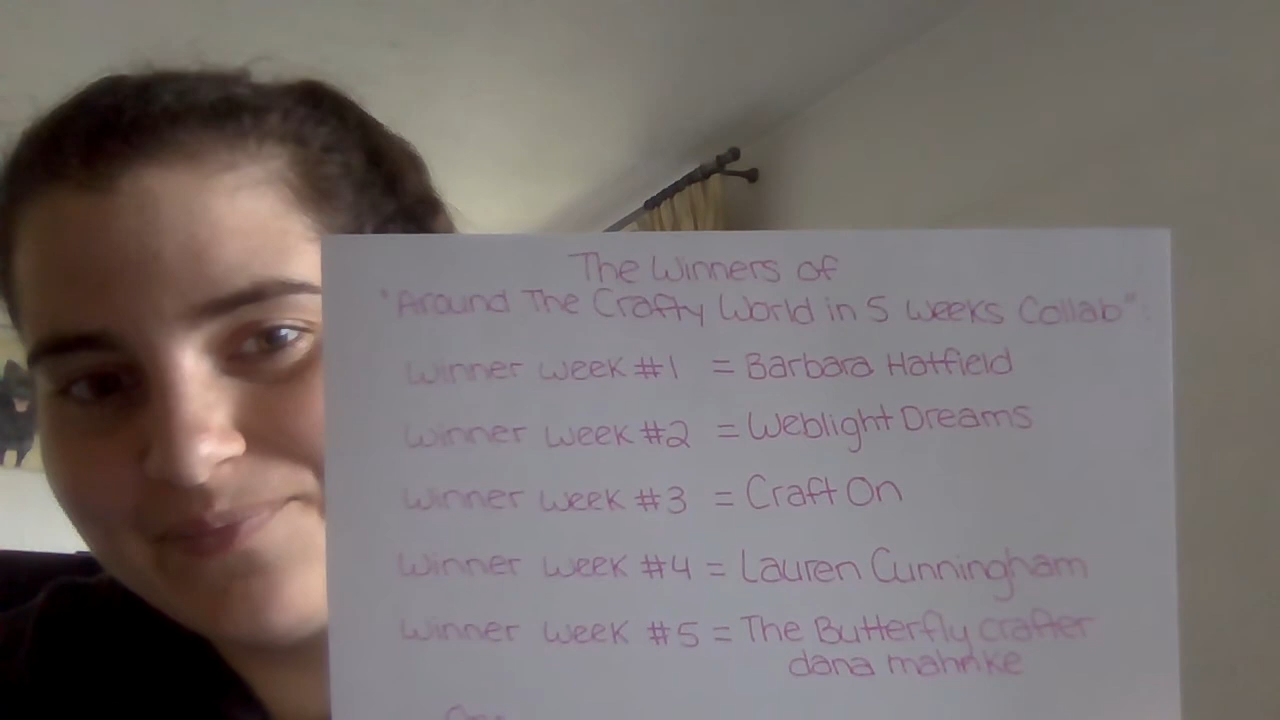 The Winners of
"Around The Crafty World in 5 weeks Collab":
Winner week #1 = Barbara Hatfield
Winner week #2 = Weblight Dreams
Winner week #3 = Craft On
Winner week #4 = Lauren Cunningham
Winner week #5 = The Butterfly crafter
dana mahnke